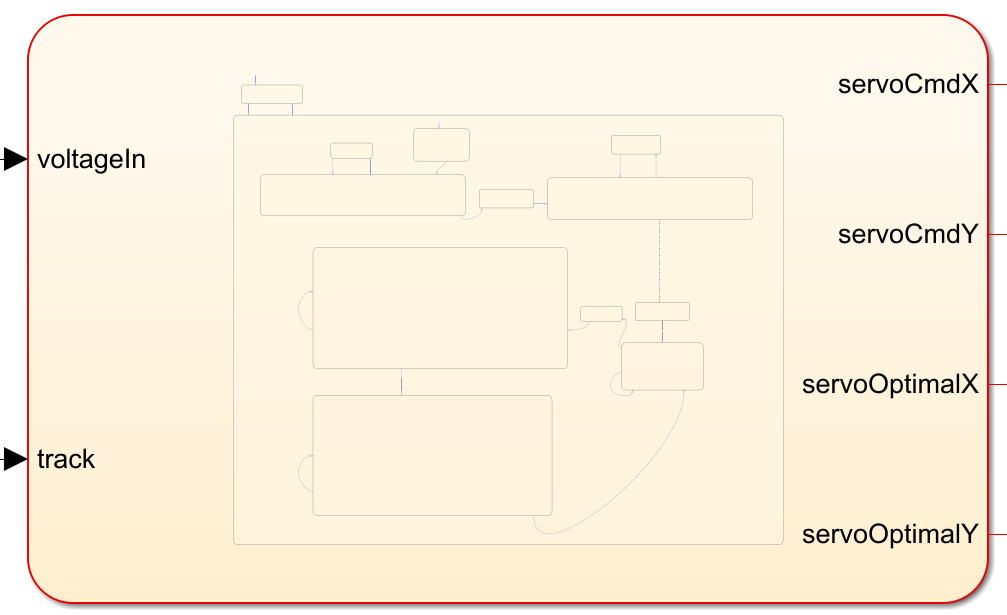 servoCmdX
voltageIn
servoCmdY
servoOptimalX
track
servoOptimalY